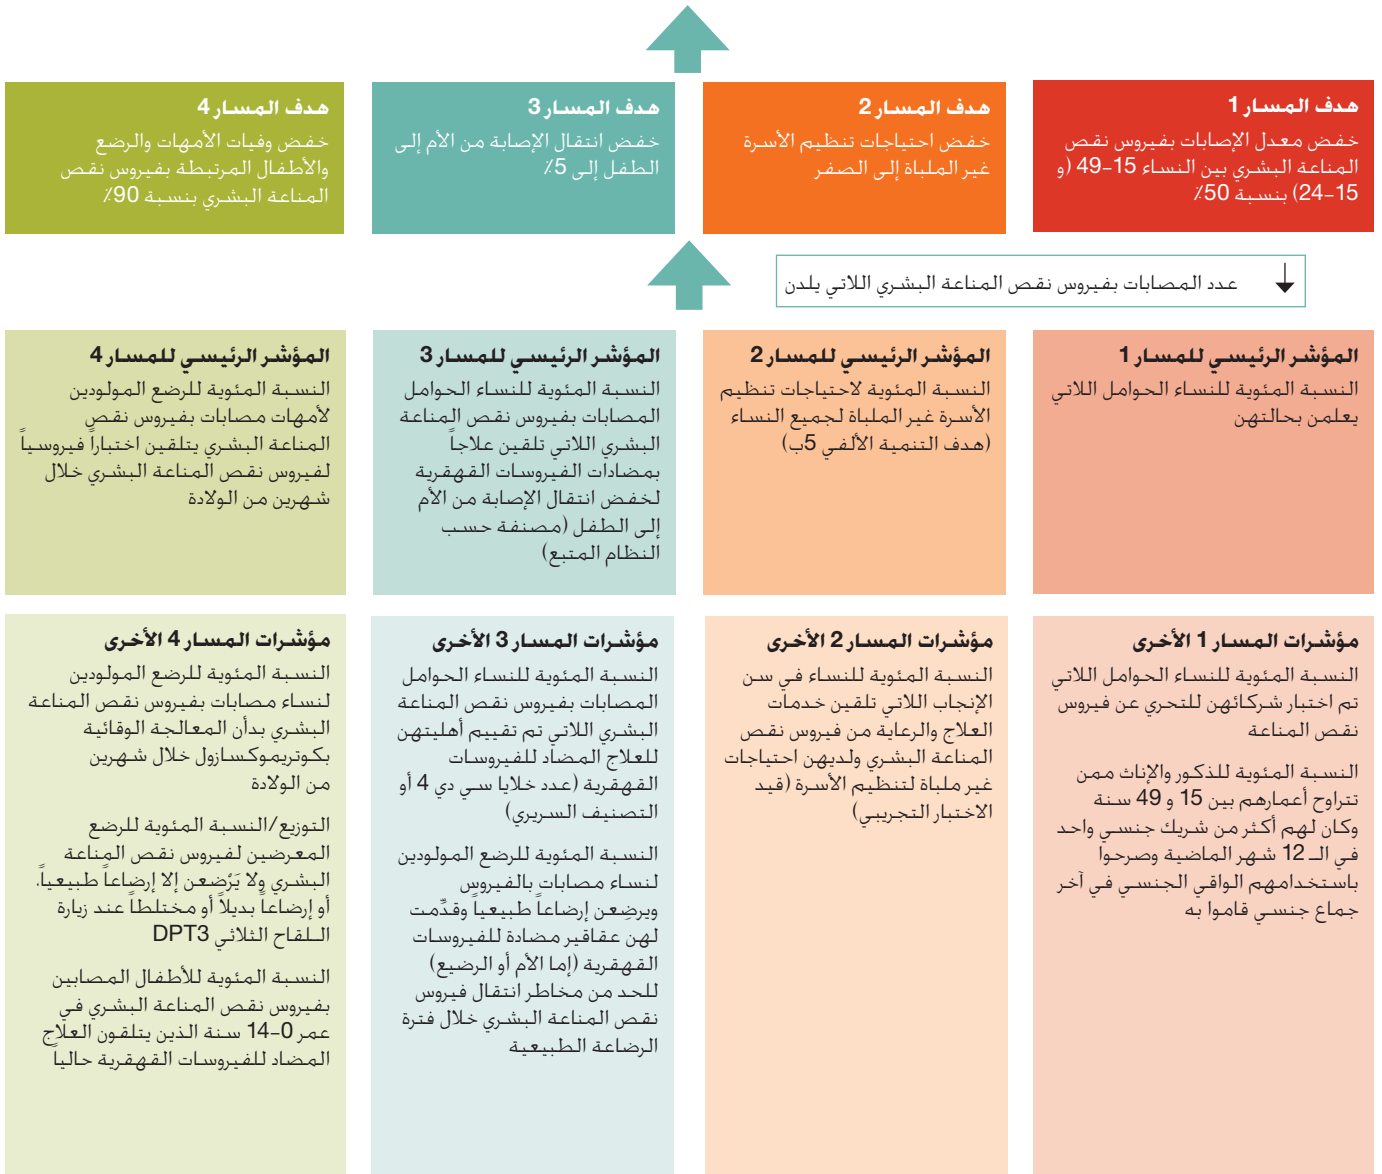 هدف المسار 1
خفض معدل الإصابات بفيروس نقص
المناعة البشري بين النساء 15–49 (و
15–24) بنسبة 50٪
هدف المسار 2
خفض احتياجات تنظيم الأسرة
غير الملباة إلى الصفر
هدف المسار 3
خفض انتقال الإصابة من الأم إلى
الطفل إلى 5٪
هدف المسار 4
خفض وفيات الأمهات والرضع
والأطفال المرتبطة بفيروس نقص
المناعة البشري بنسبة 90٪
عدد المصابات بفيروس نقص المناعة البشري اللاتي يلدن
المؤشر الرئيسي للمسار 1
النسبة المئوية للنساء الحوامل اللاتي
يعلمن بحالتهن
المؤشر الرئيسي للمسار 2
النسبة المئوية لاحتياجات تنظيم
الأسرة غير الملباة لجميع النساء
(هدف التنمية الألفي 5ب)
المؤشر الرئيسي للمسار 3
النسبة المئوية للنساء الحوامل
المصابات بفيروس نقص المناعة
البشري اللاتي تلقين علاجاً
بمضادات الفيروسات القهقرية
لخفض انتقال الإصابة من الأم
إلى الطفل (مصنفة حسب
النظام المتبع)
المؤشر الرئيسي للمسار 4
النسبة المئوية للرضع المولودين
لأمهات مصابات بفيروس نقص
المناعة البشري يتلقين اختباراً فيروسياً
لفيروس نقص المناعة البشري خلال
شهرين من الولادة
مؤشرات المسار 1 الأخرى
النسبة المئوية للنساء الحوامل اللاتي
تم اختبار شركائهن للتحري عن فيروس
نقص المناعة
النسبة المئوية للذكور والإناث ممن
تتراوح أعمارهم بين 15 و 49 سنة
وكان لهم أكثر من شريك جنسي واحد
في الـ 12 شهر الماضية وصرحوا
باستخدامهم الواقي الجنسي في آخر
جماع جنسي قاموا به
مؤشرات المسار 2 الأخرى
النسبة المئوية للنساء في سن
الإنجاب اللاتي تلقين خدمات
العلاج والرعاية من فيروس نقص
المناعة البشري ولديهن احتياجات
غير ملباة لتنظيم الأسرة (قيد
الاختبار التجريبي)
مؤشرات المسار 3 الأخرى
النسبة المئوية للنساء الحوامل
المصابات بفيروس نقص المناعة
البشري اللاتي تم تقييم أهليتهن
للعلاج المضاد للفيروسات
القهقرية (عدد خلايا سي دي 4 أو
التصنيف السريري)
النسبة المئوية للرضع المولودين
لنساء مصابات بالفيروس
ويرضِعن إرضاعاً طبيعياً وقدِّمت
لهن عقاقير مضادة للفيروسات
القهقرية (إما الأم أو الرضيع)
للحد من مخاطر انتقال فيروس
نقص المناعة البشري خلال فترة
الرضاعة الطبيعية
مؤشرات المسار 4 الأخرى
النسبة المئوية للرضع المولودين
لنساء مصابات بفيروس نقص المناعة
البشري بدأن المعالجة الوقائية
بكوتريموكسازول خلال شهرين
من الولادة
التوزيع/النسبة المئوية للرضع
المعرضين لفيروس نقص المناعة
البشري ولا يَرْضعن إلا إرضاعاً طبيعياً.
أو إرضاعاً بديلاً أو مختلطاً عند زيارة
اللقاح الثلاثي DPT3
النسبة المئوية للأطفال المصابين
بفيروس نقص المناعة البشري في
عمر 0–14 سنة الذين يتلقون العلاج
المضاد للفيروسات القهقرية حالياً